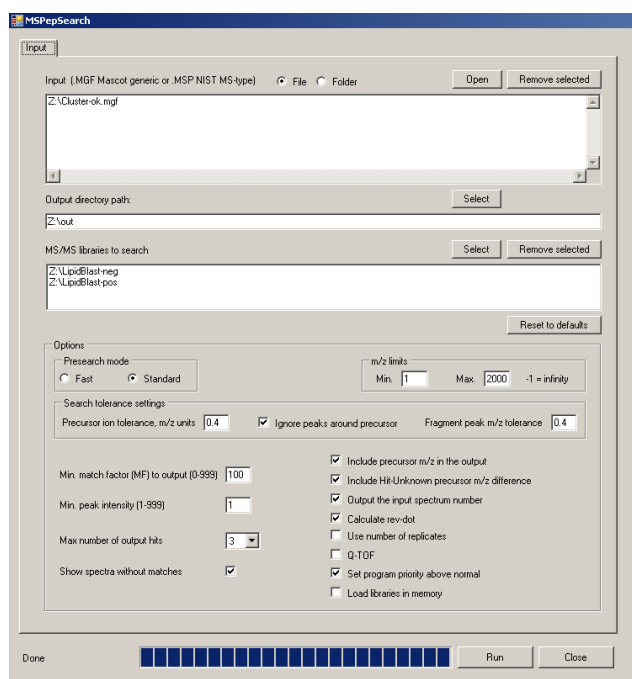 MSPepSearch
Input
Input (.MGF Mascot generic or .MSP NIST MS-type) File Folder Open Remove selected
Z:\Cluster-ok.mgf
Output directory path: Select
Z:\out
MS/MS libraries to search Select Remove selected
Z:\LipidBlast-neg
Z:\LipidBlast-pos
Reset to defaults
Options
Presearch mode m/z limits
Fast Standard Min. 1 Max. 2000 -1 = infinity
Search tolerance settings
Precursor ion tolerance, m/z units 0.4 Ignore peaks around precursor Fragment peak m/z tolerance 0.4
Min. match factor (MF) to output (0-999) 100
Min. peak intensity (1-999) 1
Max number of output hits 3
Show spectra without matches
Include precursor m/z in the output
Include Hit-Unknown precursor m/z difference
Output the input spectrum number
Calculate rev-dot
Use number of replicates
Q-TOF
Set program priority above normal
Load libraries in memory
Done Run Close